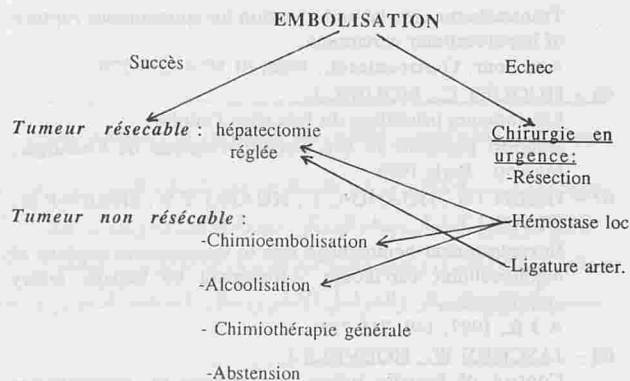 EMBOLISATION
Succès
Echec
Tumeur résecable : hépatectomie
réglée
Chirurgie en
urgence:
-Résection
Tumeur non résécable :
-Hémostase loc
-Chimioembolisation
-Ligature arter.
-Alcoolisation
- Chimiothérapie générale
-Abstension